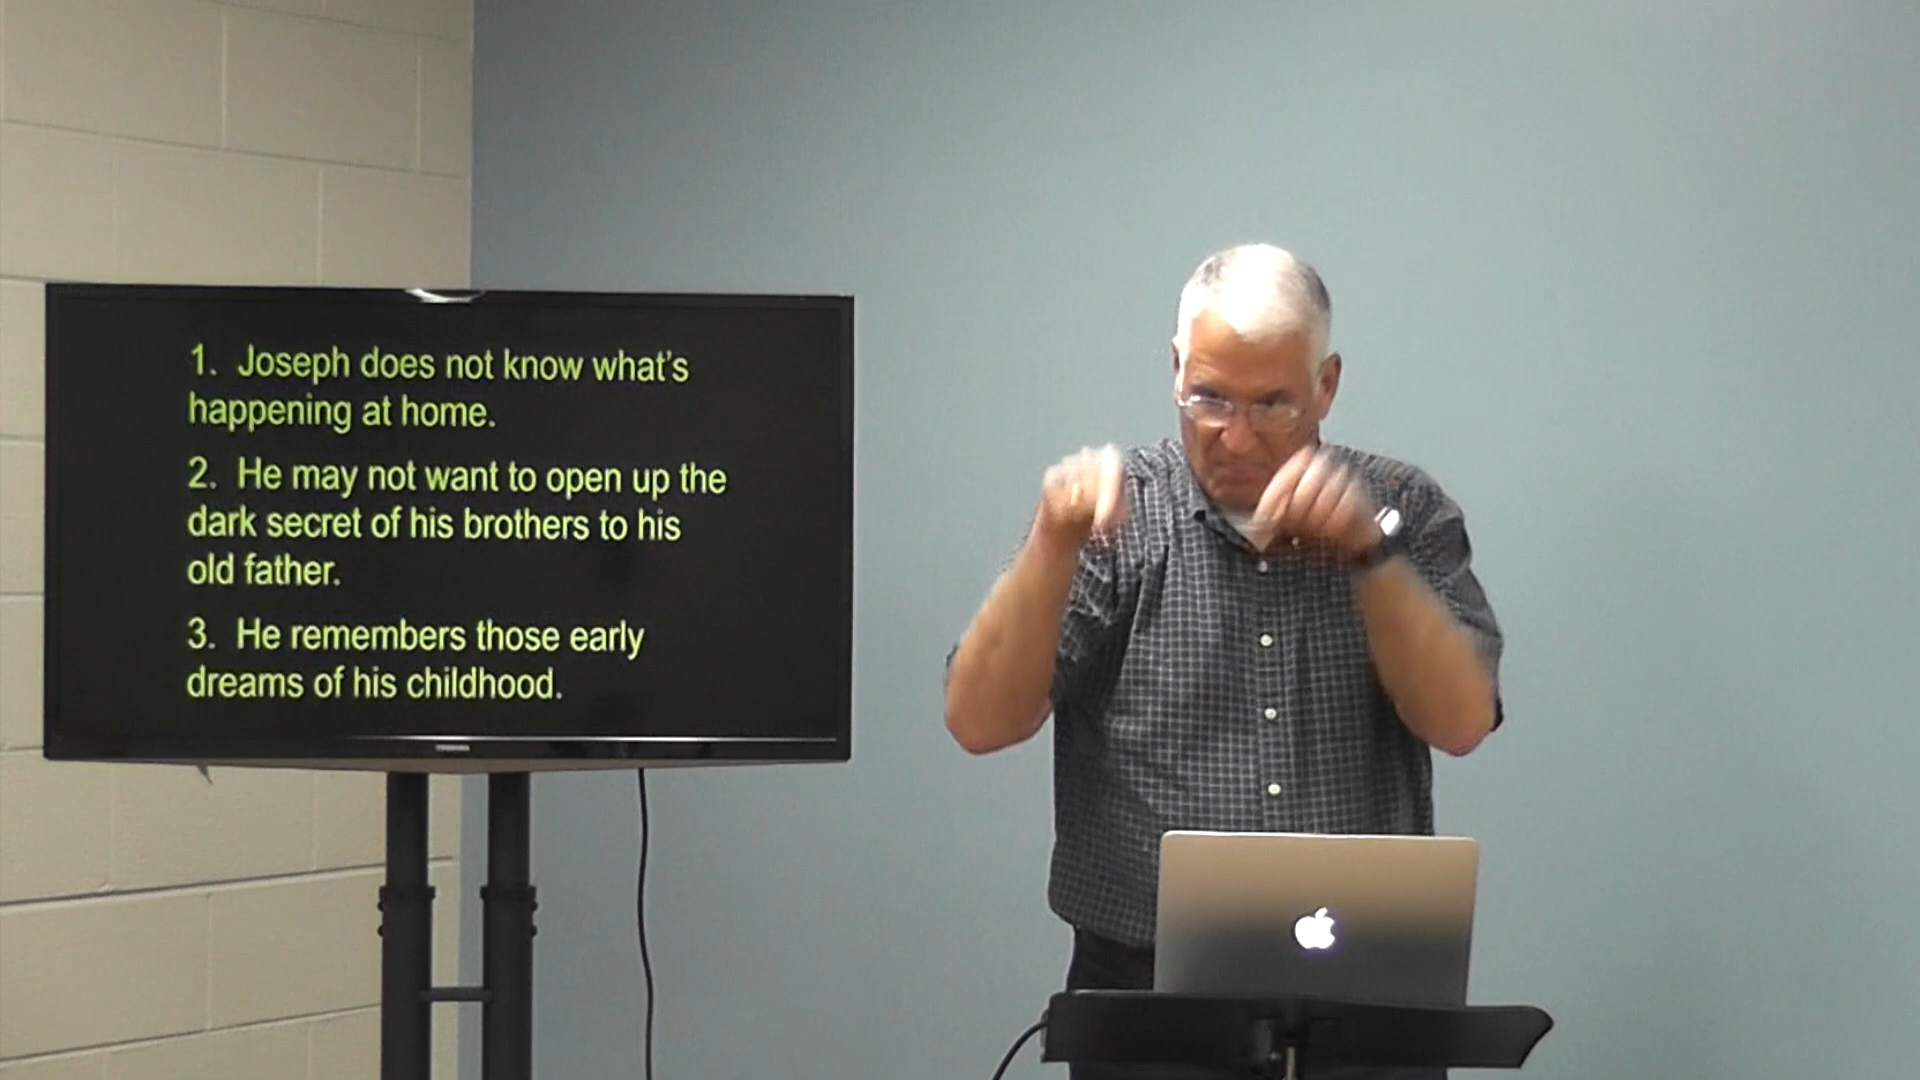 1. Joseph does not know what's
happening at home.
2. He may not want to open up the
dark secret of his brothers to his
old father.
3. He remembers those early
dreams of his childhood.
TOSHIBA